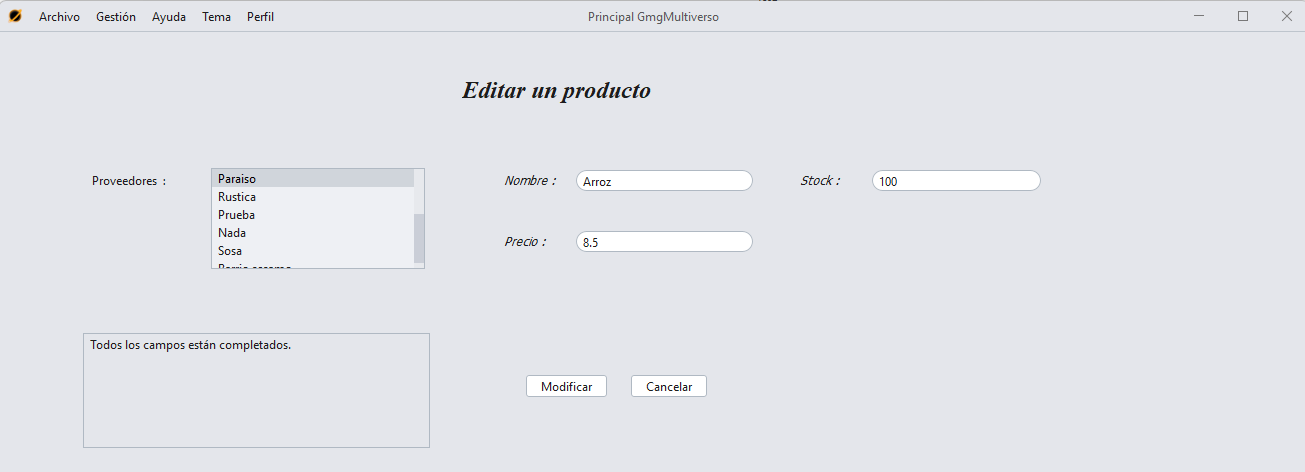 Archivo Gestión Ayuda Tema Perfil Principal GmgMultiverso
Editar un producto
Proveedores :
Paraiso
Rustica
Prueba
Nada
Sosa
Nombre : Arroz
Stock : 100
Precio : 8.5
Todos los campos están completados.
Modificar Cancelar